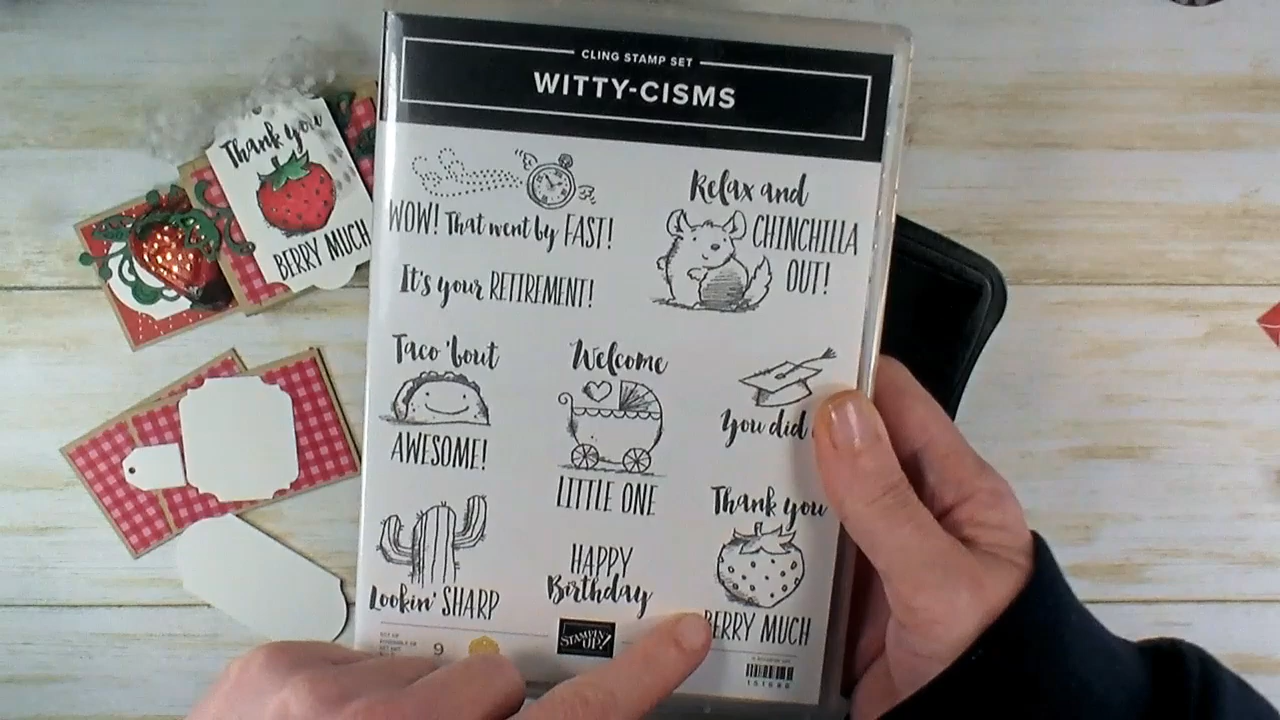 CLING STAMP SET
WITTY-CISMS
WOW! That went by FAST!
It's your RETIREMENT!
Relax and
CHINCHILLA
OUT!
Taco 'bout
AWESOME!
Welcome
LITTLE ONE
You did
Lookin' SHARP
HAPPY
Birthday
Thank you
BERRY MUCH
9
STAMPIN' UP!
Thank you
BERRY MUCH